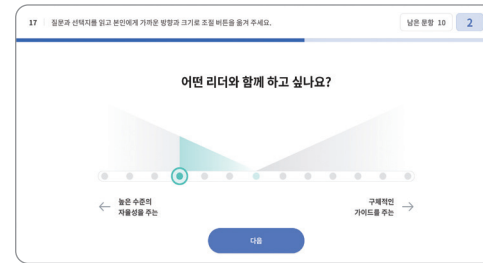 17 질문과 선택지를 읽고 본인에게 가까운 방향과 크기로 조절 버튼을 옮겨 주세요. 남은 문항 10 2
어떤 리더와 함께 하고 싶나요?
← 높은 수준의
자율성을 주는
구체적인 →
가이드를 주는
다음